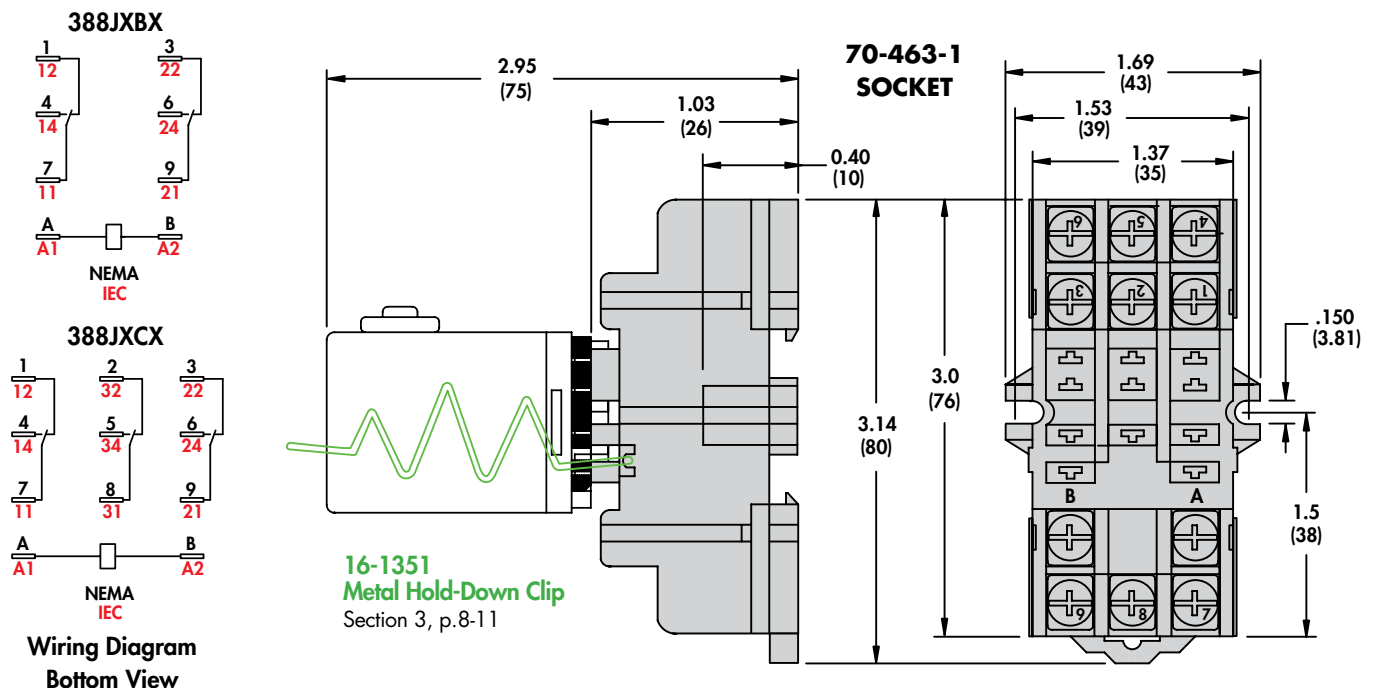 388JXBX
1 3
12 22
4 6
14 24
7 9
11 21
A B
A1 A2
NEMA
IEC
388JXCX
1 2 3
12 32 22
4 5 6
14 34 24
7 8 9
11 31 21
A B
A1 A2
NEMA
IEC
Wiring Diagram
Bottom View
2.95
(75)
1.03
(26)
0.40
(10)
3.14
(80)
16-1351
Metal Hold-Down Clip
Section 3, p.8-11
70-463-1
SOCKET
1.69
(43)
1.53
(39)
1.37
(35)
3.0
(76)
.150
(3.81)
1.5
(38)
6 5 4
3 2 1
B A
9 8 7